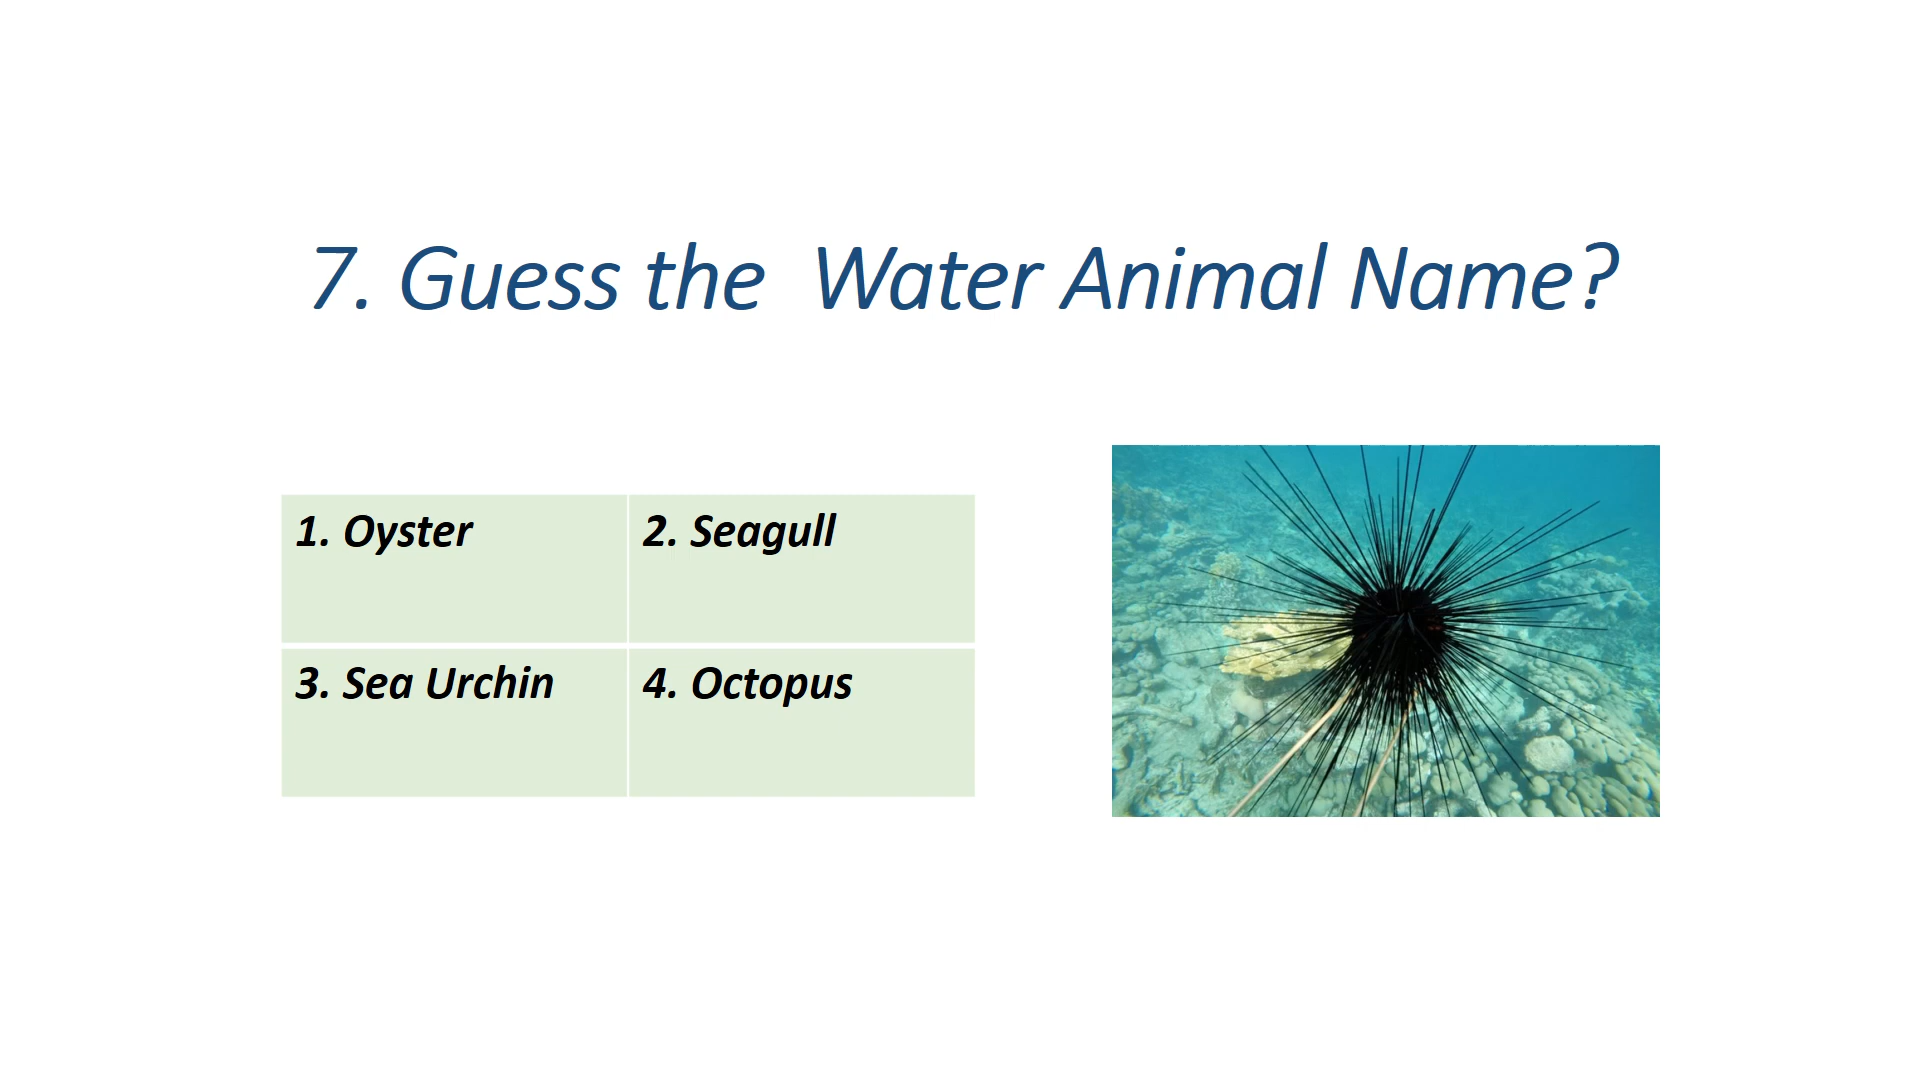 7. Guess the  Water Animal Name?
1. Oyster
2. Seagull
3. Sea Urchin
4. Octopus